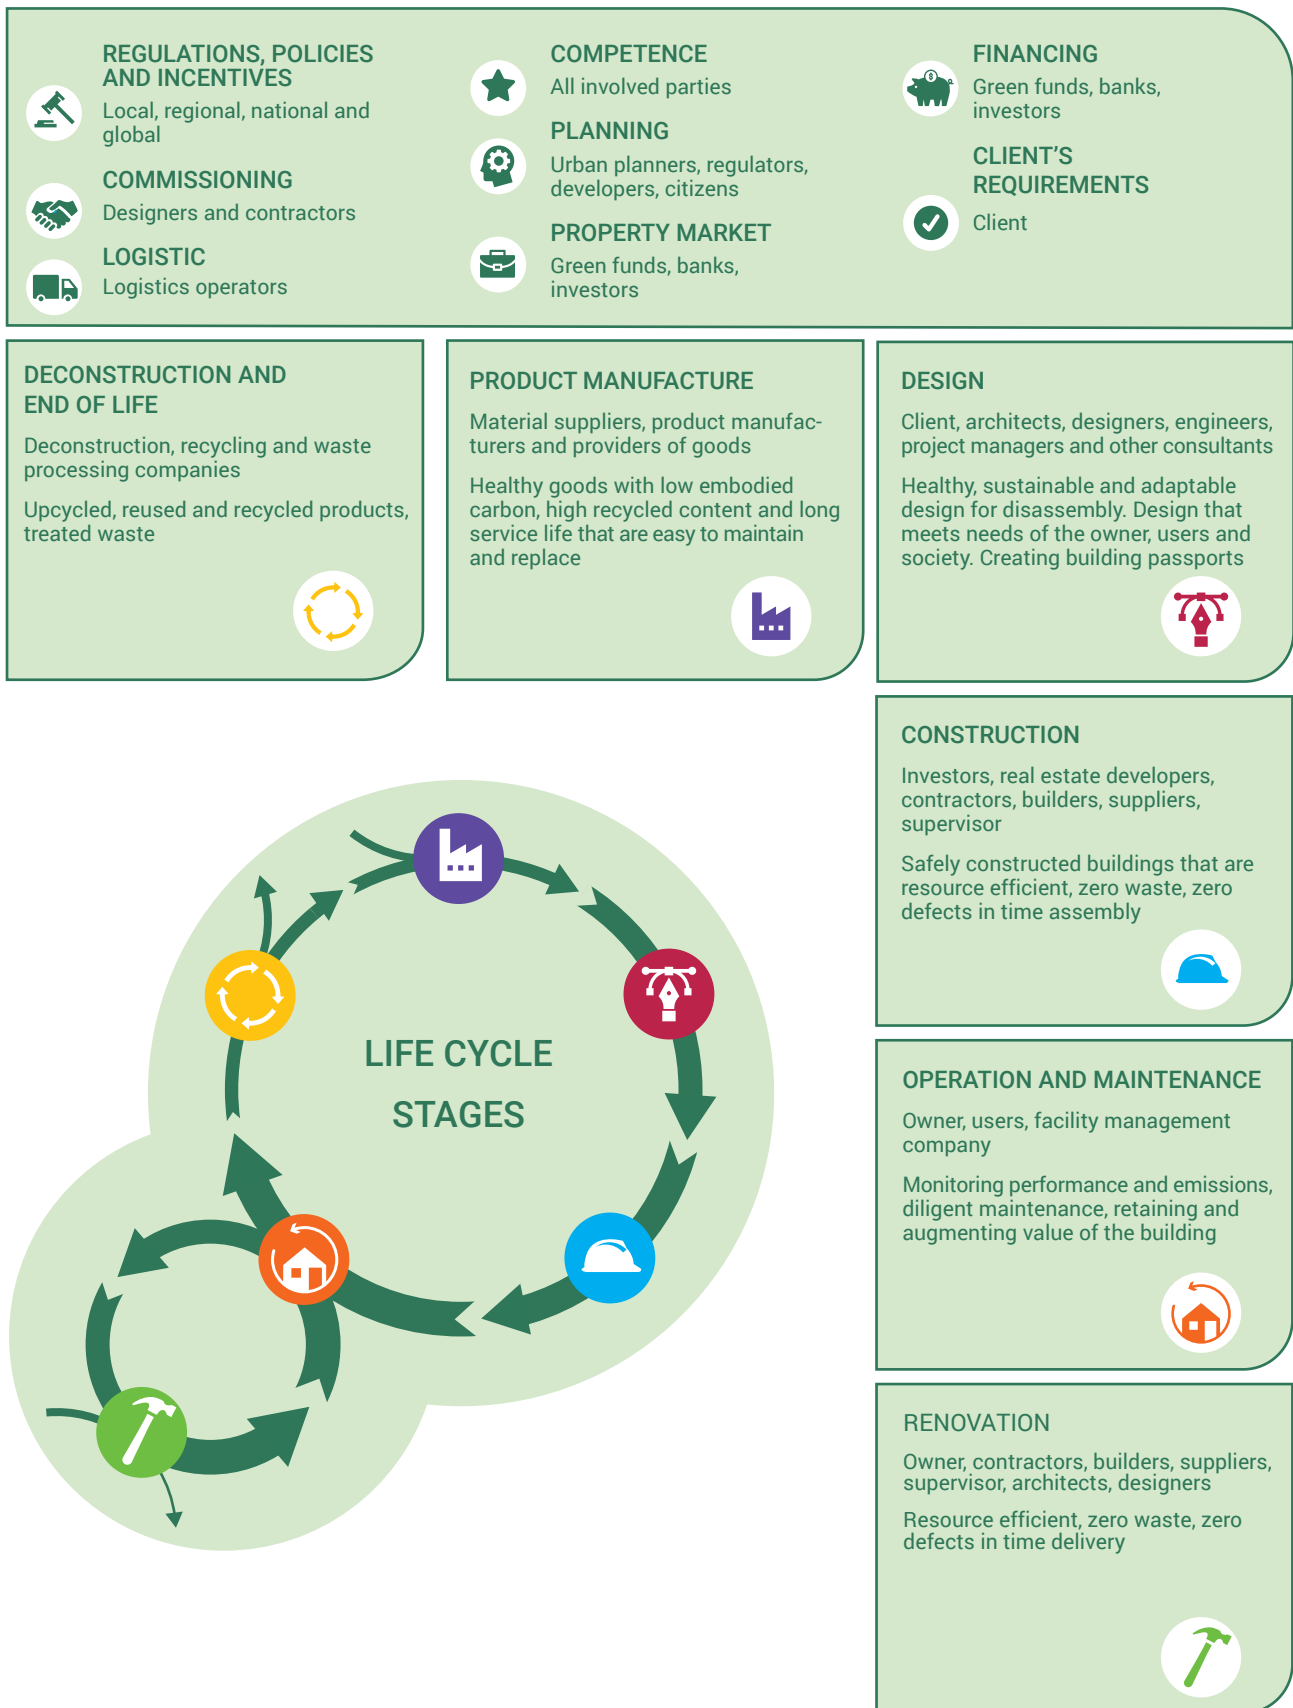 REGULATIONS, POLICIES
AND INCENTIVES
Local, regional, national and
global
COMMISSIONING
Designers and contractors
LOGISTIC
Logistics operators
COMPETENCE
All involved parties
PLANNING
Urban planners, regulators,
developers, citizens
PROPERTY MARKET
Green funds, banks,
investors
FINANCING
Green funds, banks,
investors
CLIENT’S
REQUIREMENTS
Client
DECONSTRUCTION AND
END OF LIFE
Deconstruction, recycling and waste
processing companies
Upcycled, reused and recycled products,
treated waste
PRODUCT MANUFACTURE
Material suppliers, product manufac-
turers and providers of goods
Healthy goods with low embodied
carbon, high recycled content and long
service life that are easy to maintain
and replace
DESIGN
Client, architects, designers, engineers,
project managers and other consultants
Healthy, sustainable and adaptable
design for disassembly. Design that
meets needs of the owner, users and
society. Creating building passports
CONSTRUCTION
Investors, real estate developers,
contractors, builders, suppliers,
supervisor
Safely constructed buildings that are
resource efficient, zero waste, zero
defects in time assembly
LIFE CYCLE
STAGES
OPERATION AND MAINTENANCE
Owner, users, facility management
company
Monitoring performance and emissions,
diligent maintenance, retaining and
augmenting value of the building
RENOVATION
Owner, contractors, builders, suppliers,
supervisor, architects, designers
Resource efficient, zero waste, zero
defects in time delivery